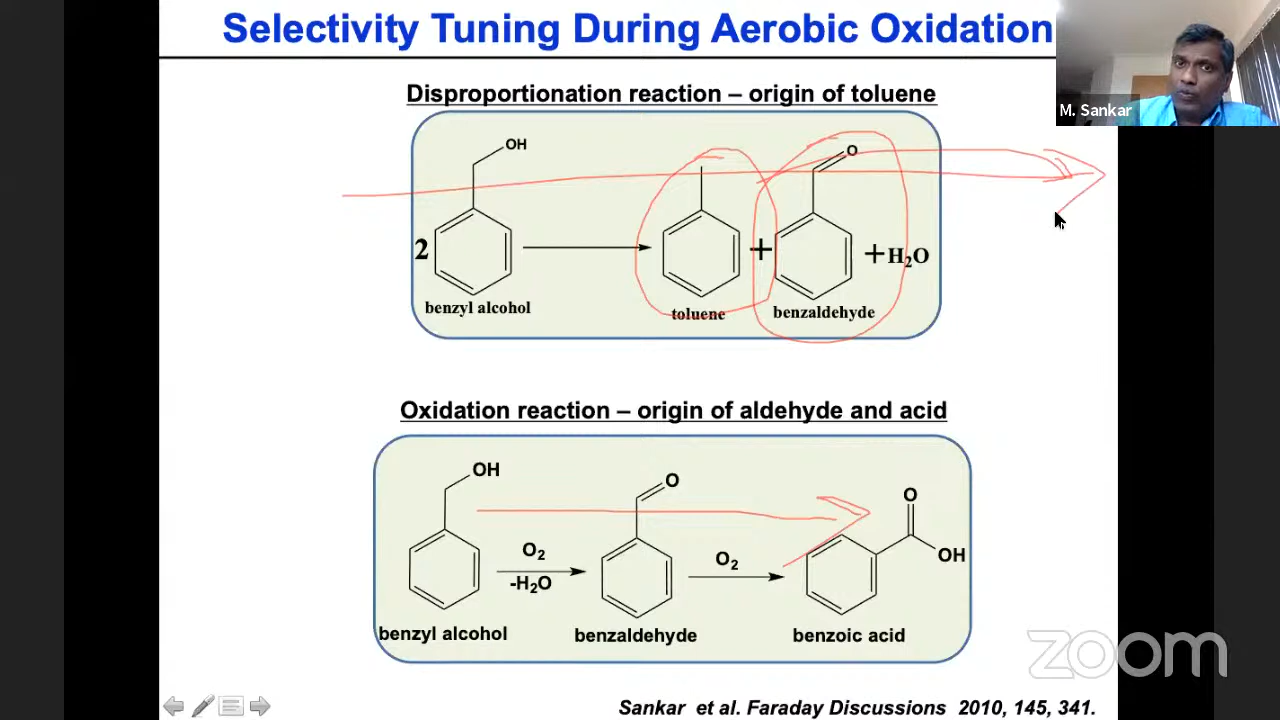 Selectivity Tuning During Aerobic Oxidation
M. Sankar
Disproportionation reaction – origin of toluene
OH
O
2
+
+H₂O
benzyl alcohol
toluene
benzaldehyde
Oxidation reaction – origin of aldehyde and acid
OH
O
O
O₂
-H₂O
O₂
OH
benzyl alcohol
benzaldehyde
benzoic acid
zoom
Sankar et al. Faraday Discussions 2010, 145, 341.